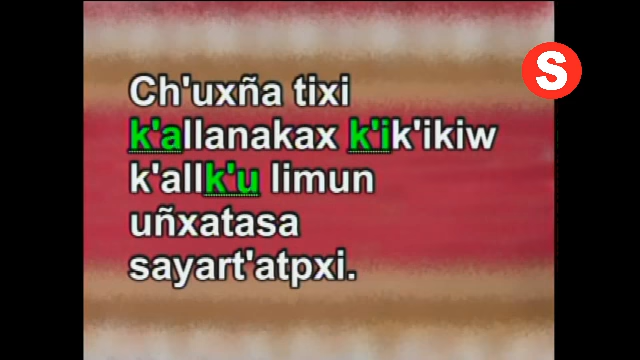 Ch'uxña tixi
k'allanakax k'ik'ikiw
k'allk'u limun
uñxatasa
sayart'atpxi.
S